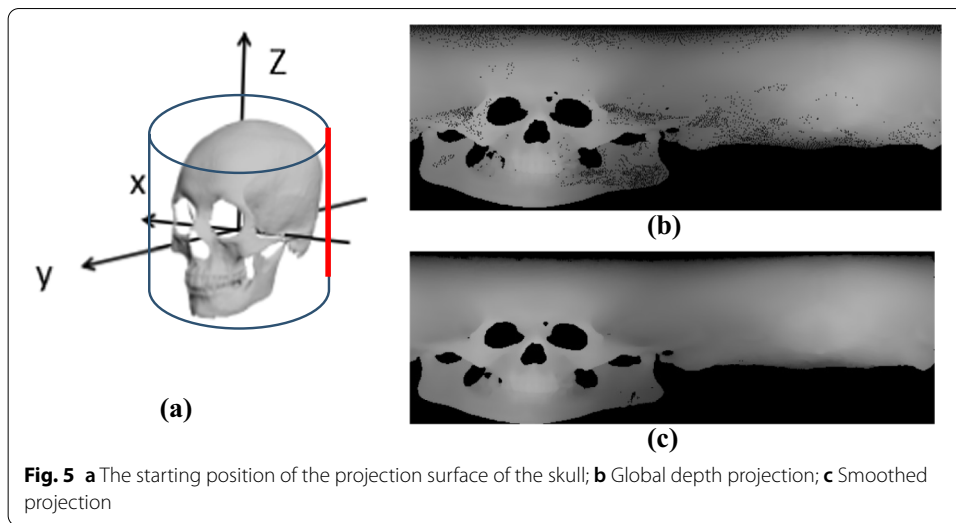 Z
x
y
(a)
(b)
(c)
Fig. 5 a The starting position of the projection surface of the skull; b Global depth projection; c Smoothed
projection